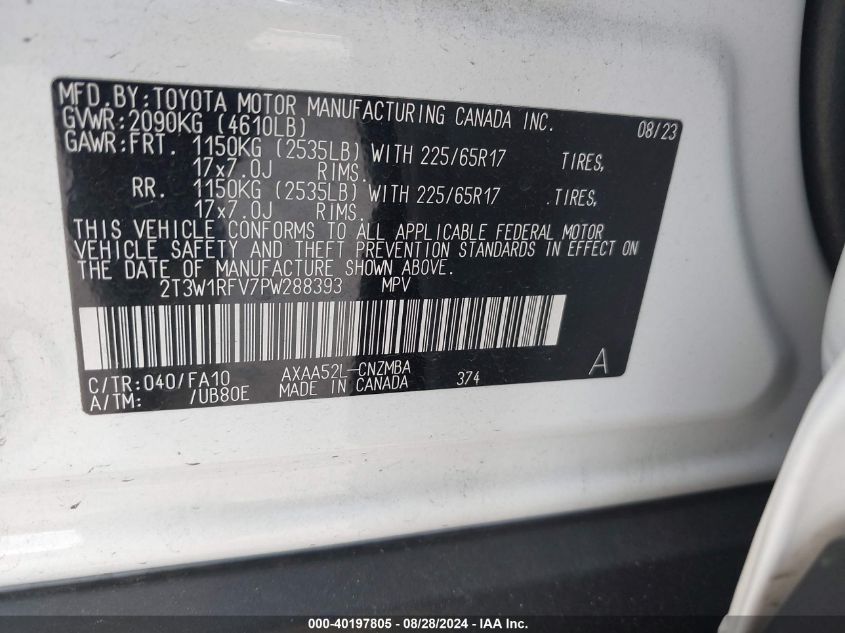 MFD.BY:TOYOTA MOTOR MANUFACTURING CANADA INC. 08/23
GVWR:2090KG (4610LB)
GAWR:FRT. 1150KG (2535LB) WITH 225/65R17 TIRES,
17x7.0J RIMS.
RR. 1150KG (2535LB) WITH 225/65R17 .TIRES,
17x7.0J RIMS.
THIS VEHICLE CONFORMS TO ALL APPLICABLE FEDERAL MOTOR
VEHICLE SAFETY AND THEFT PREVENTION STANDARDS IN EFFECT ON
THE DATE OF MANUFACTURE SHOWN ABOVE.
2T3W1RFV7PW288393 MPV
C/TR:040/FA10 AXAA52L-CNZMBA 374 A
A/TM: /UB80E MADE IN CANADA
000-40197805 - 08/28/2024 - IAA Inc.